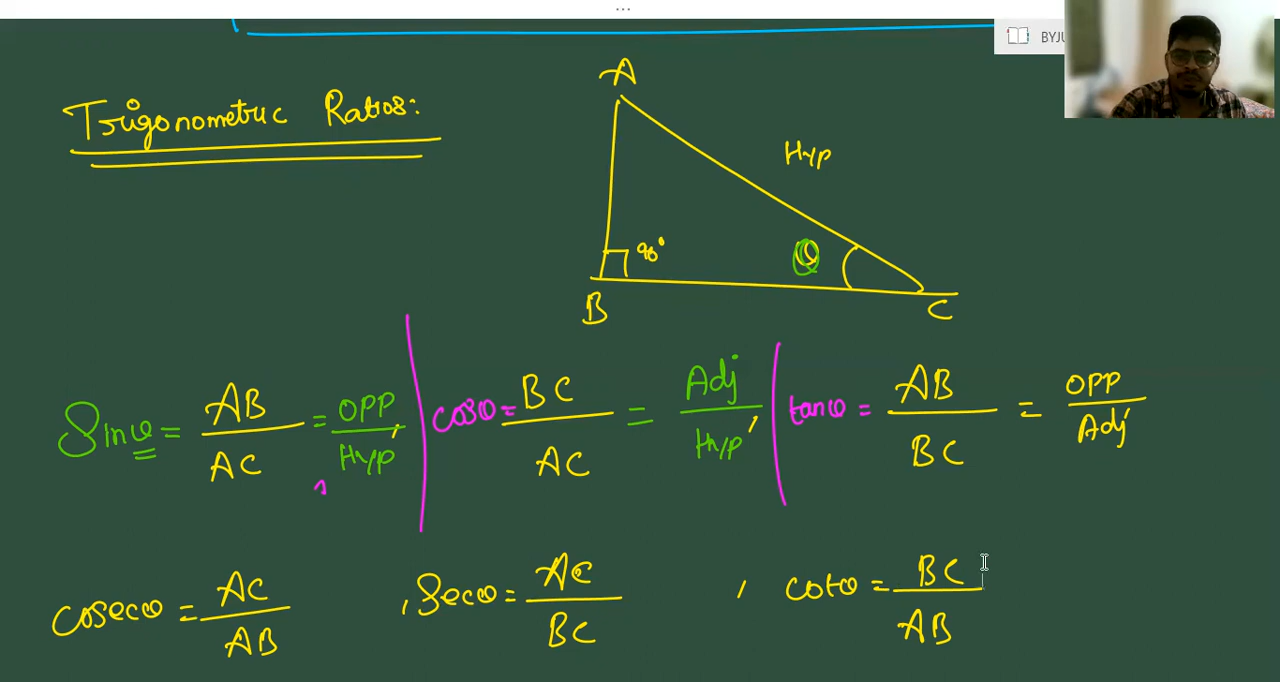 BYJU
A
Trigonometric Ratios:
Hyp
θ
90°
B
C
Sinθ = AB/AC = OPP/Hyp, cosθ = BC/AC = Adj/Hyp, tanθ = AB/BC = OPP/Adj
cosecθ = AC/AB , Secθ = AC/BC , cotθ = BC/AB